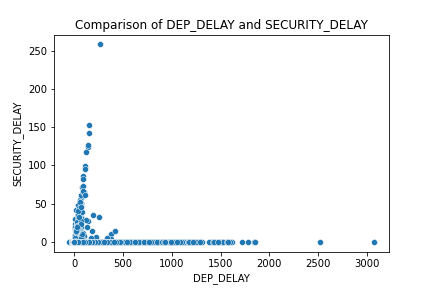 Comparison of DEP_DELAY and SECURITY_DELAY
250
200
150
100
50
0
SECURITY_DELAY
0 500 1000 1500 2000 2500 3000
DEP_DELAY